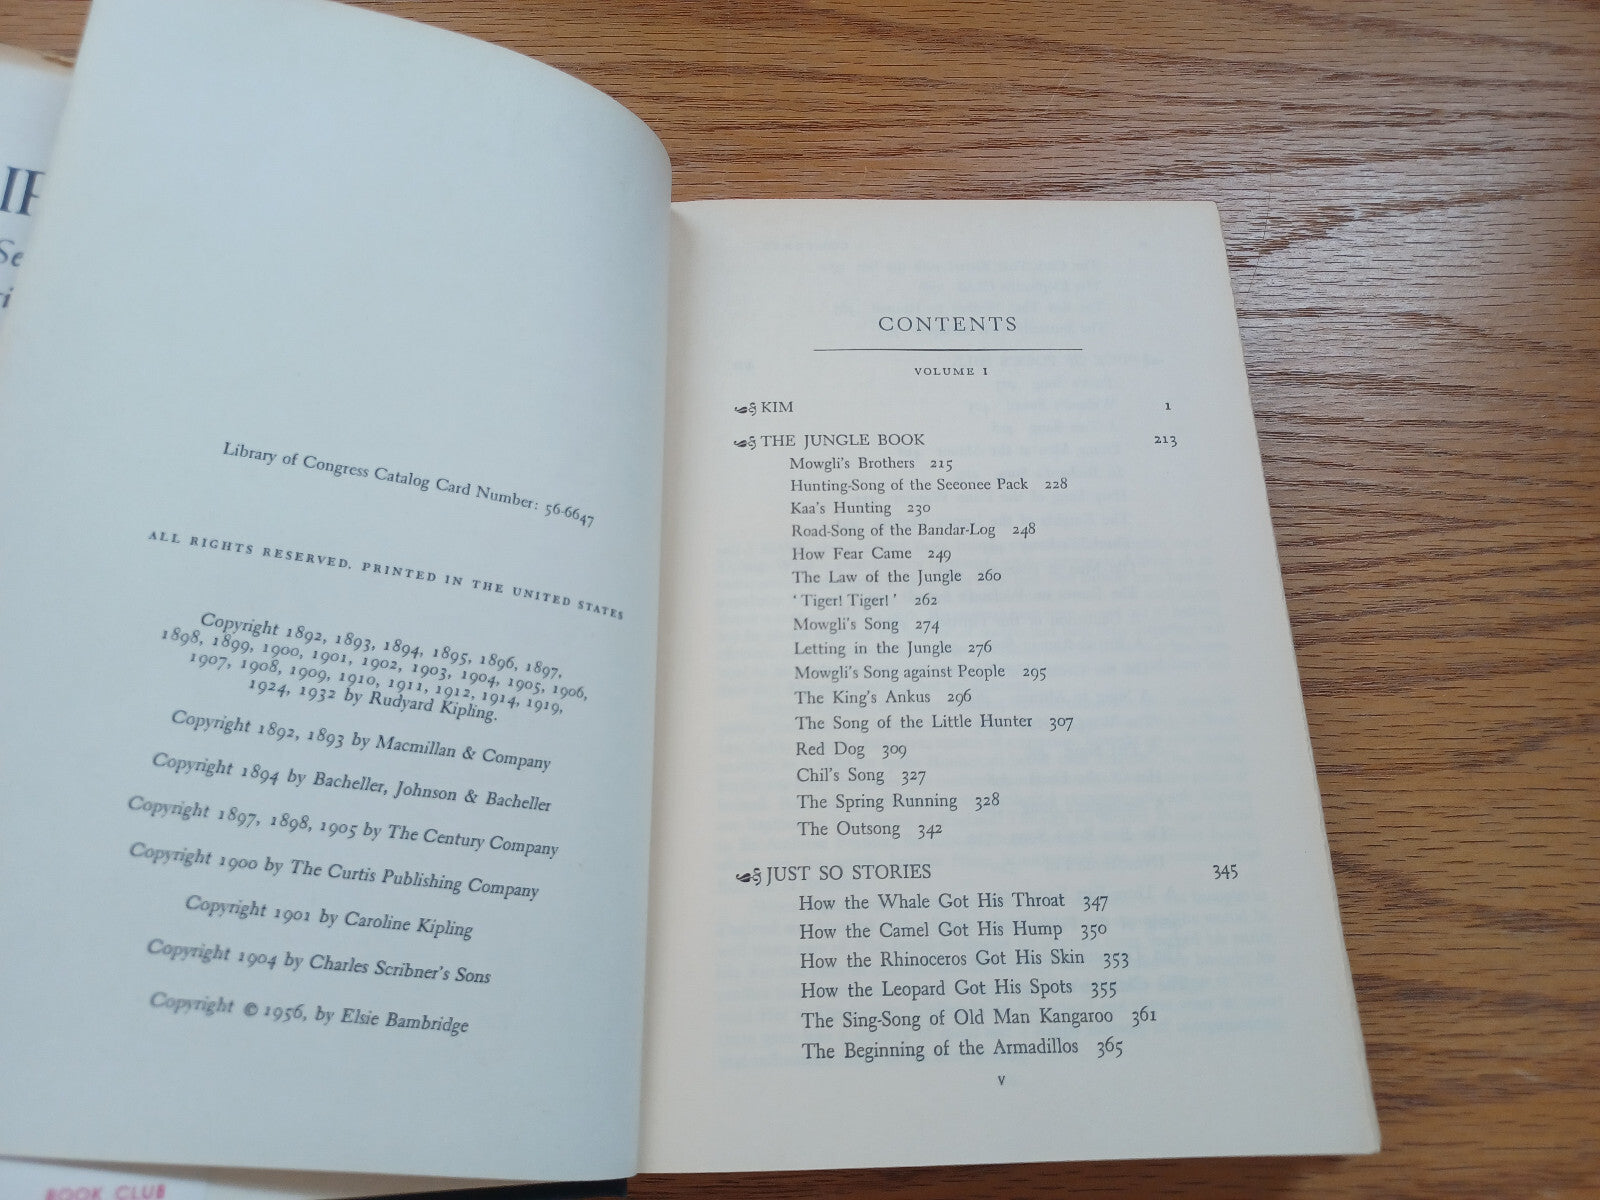 IF
Se
ri
Library of Congress Catalog Card Number: 56-6647
ALL RIGHTS RESERVED. PRINTED IN THE UNITED STATES
Copyright 1892, 1893, 1894, 1895, 1896, 1897,
1898, 1899, 1900, 1901, 1902, 1903, 1904, 1905, 1906,
1907, 1908, 1909, 1910, 1911, 1912, 1914, 1919,
1924, 1932 by Rudyard Kipling.
Copyright 1892, 1893 by Macmillan & Company
Copyright 1894 by Bacheller, Johnson & Bacheller
Copyright 1897, 1898, 1905 by The Century Company
Copyright 1900 by The Curtis Publishing Company
Copyright 1901 by Caroline Kipling
Copyright 1904 by Charles Scribner's Sons
Copyright © 1956, by Elsie Bambridge
BOOK CLUB
CONTENTS
VOLUME I
KIM 1
THE JUNGLE BOOK 213
Mowgli's Brothers 215
Hunting-Song of the Seeonee Pack 228
Kaa's Hunting 230
Road-Song of the Bandar-Log 248
How Fear Came 249
The Law of the Jungle 260
'Tiger! Tiger!' 262
Mowgli's Song 274
Letting in the Jungle 276
Mowgli's Song against People 295
The King's Ankus 296
The Song of the Little Hunter 307
Red Dog 309
Chil's Song 327
The Spring Running 328
The Outsong 342
JUST SO STORIES 345
How the Whale Got His Throat 347
How the Camel Got His Hump 350
How the Rhinoceros Got His Skin 353
How the Leopard Got His Spots 355
The Sing-Song of Old Man Kangaroo 361
The Beginning of the Armadillos 365
v